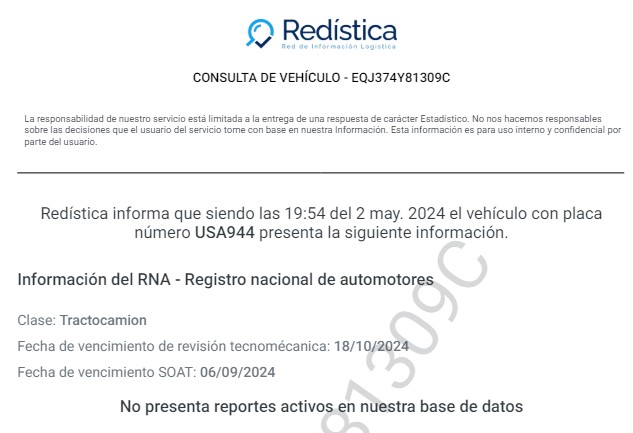 Redística
Red de Información Logística
CONSULTA DE VEHÍCULO - EQJ374Y81309C
La responsabilidad de nuestro servicio está limitada a la entrega de una respuesta de carácter Estadístico. No nos hacemos responsables
sobre las decisiones que el usuario del servicio tome con base en nuestra Información. Esta información es para uso interno y confidencial por
parte del usuario.
Redística informa que siendo las 19:54 del 2 may. 2024 el vehículo con placa
número USA944 presenta la siguiente información.
Información del RNA - Registro nacional de automotores
Clase: Tractocamion
Fecha de vencimiento de revisión tecnomécanica: 18/10/2024
Fecha de vencimiento SOAT: 06/09/2024
No presenta reportes activos en nuestra base de datos
81309C